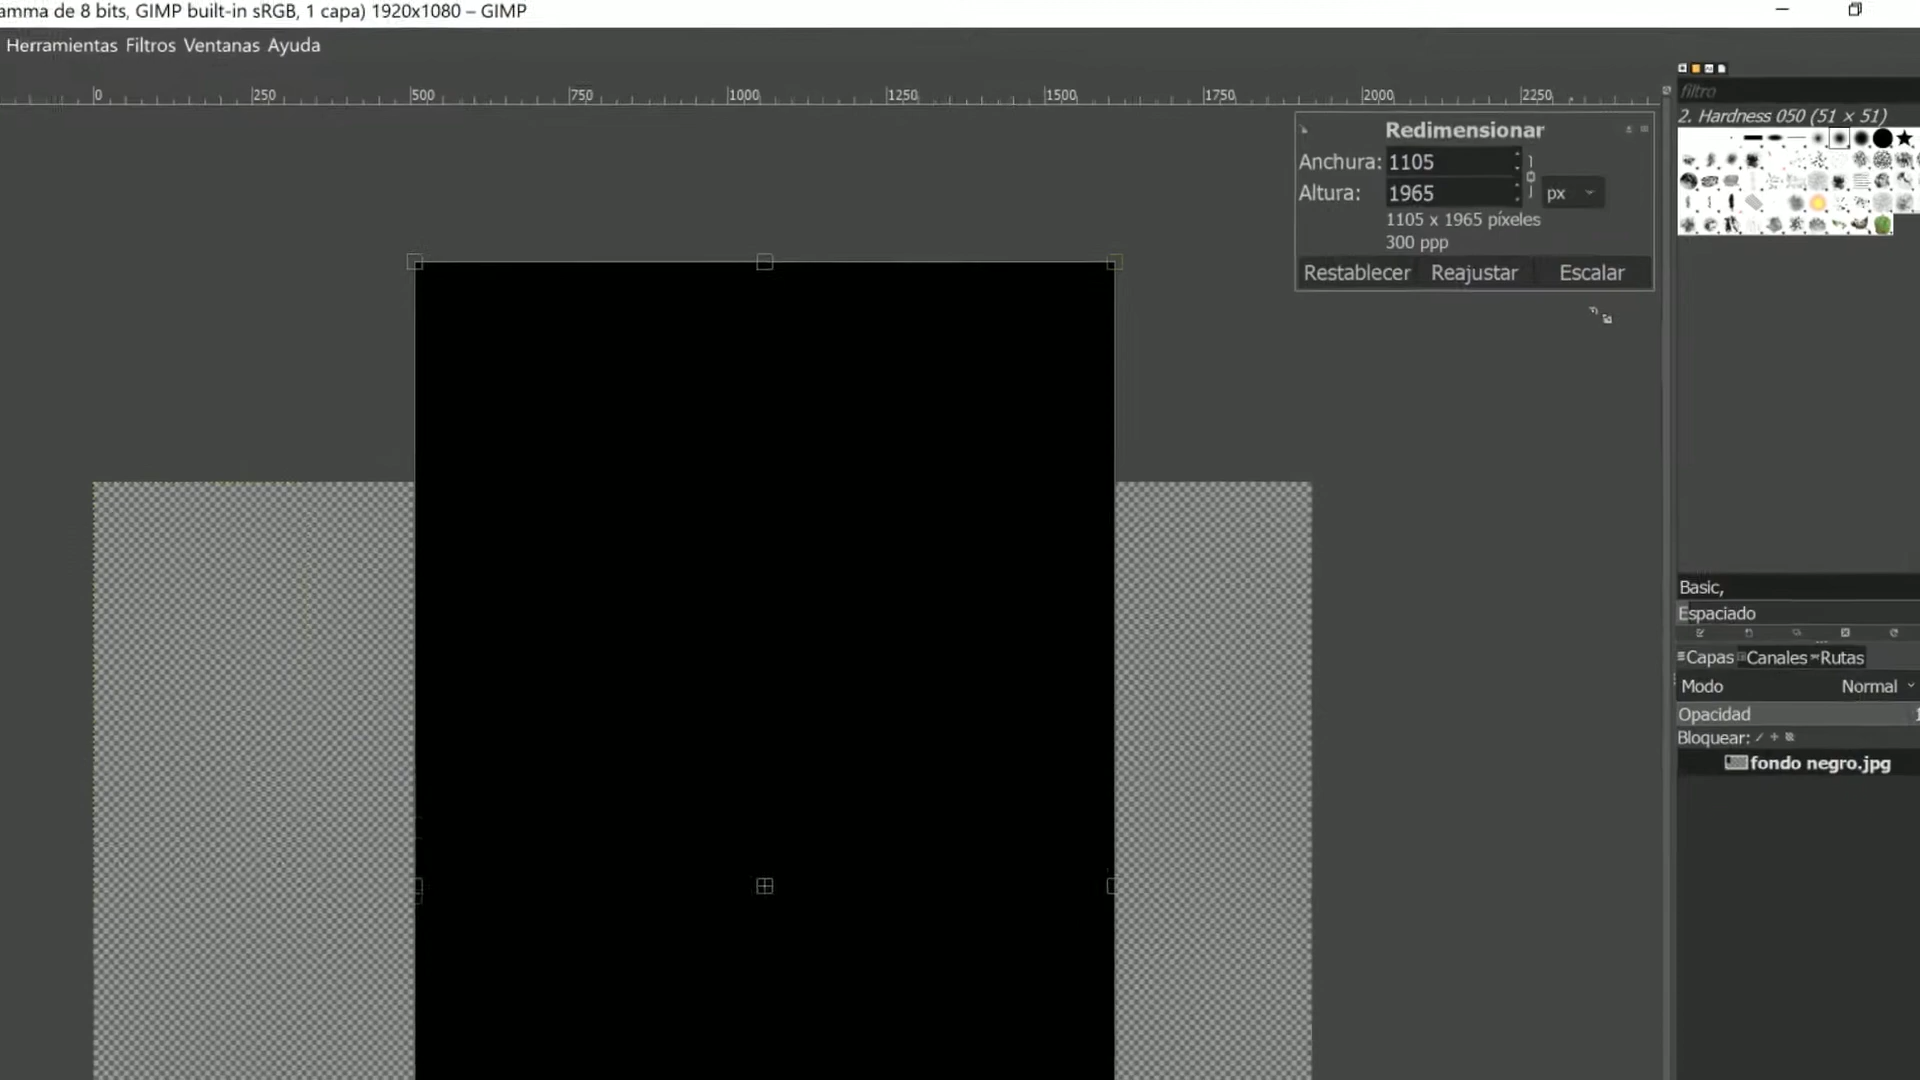 amma de 8 bits, GIMP built-in sRGB, 1 capa) 1920x1080 – GIMP
Herramientas Filtros Ventanas Ayuda
0 250 500 750 1000 1250 1500 1750 2000 2250
filtro
2. Hardness 050 (51 × 51)
Redimensionar
Anchura: 1105
Altura: 1965 px
1105 x 1965 píxeles
300 ppp
Restablecer Reajustar Escalar
Basic,
Espaciado
Capas Canales Rutas
Modo Normal
Opacidad 1
Bloquear:
fondo negro.jpg